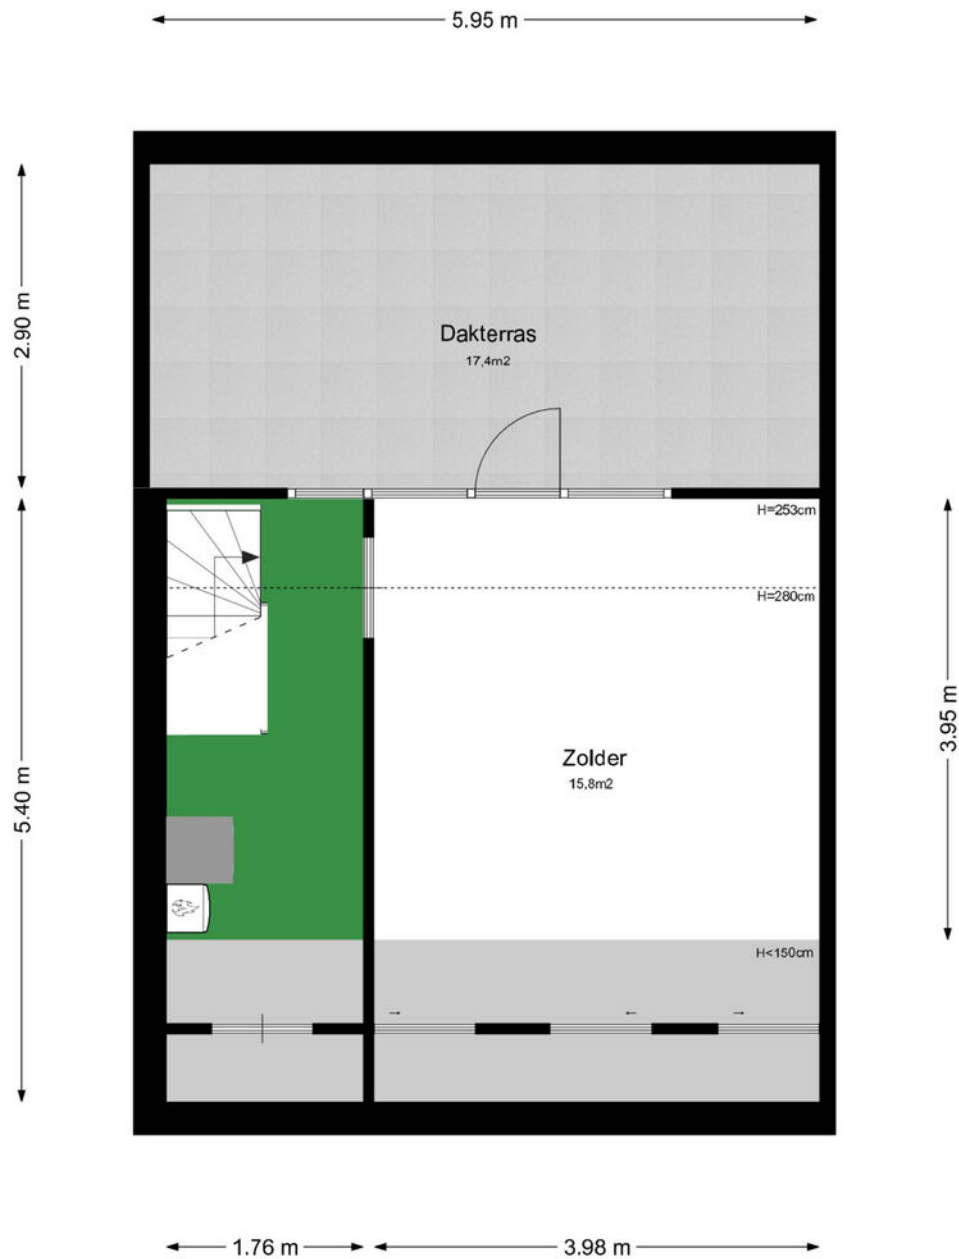 5.95 m
2.90 m
Dakterras
17,4m2
H=253cm
H=280cm
5.40 m
3.95 m
Zolder
15,8m2
H<150cm
1.76 m
3.98 m